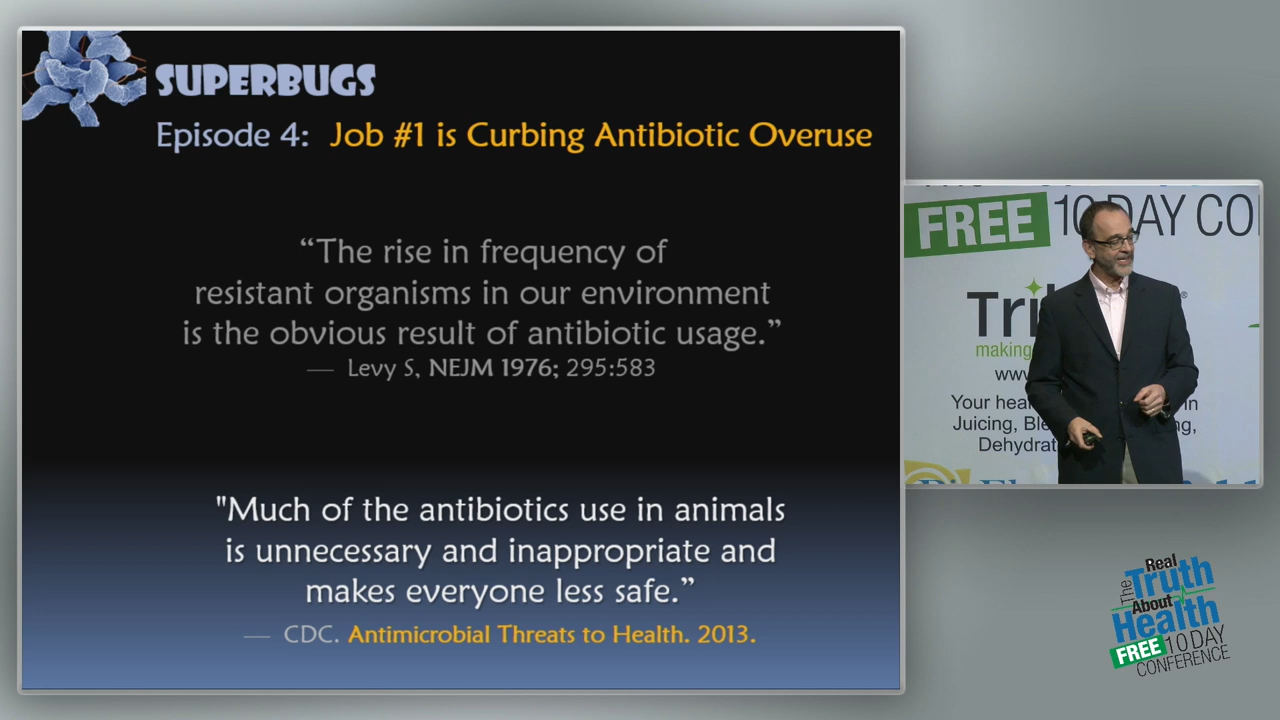 SUPERBUGS
Episode 4: Job #1 is Curbing Antibiotic Overuse
“The rise in frequency of
resistant organisms in our environment
is the obvious result of antibiotic usage.”
— Levy S, NEJM 1976; 295:583
"Much of the antibiotics use in animals
is unnecessary and inappropriate and
makes everyone less safe.”
— CDC. Antimicrobial Threats to Health. 2013.
FREE 10 DAY
making
Your
Juicing,
The Real Truth About Health
FREE 10 DAY
CONFERENCE